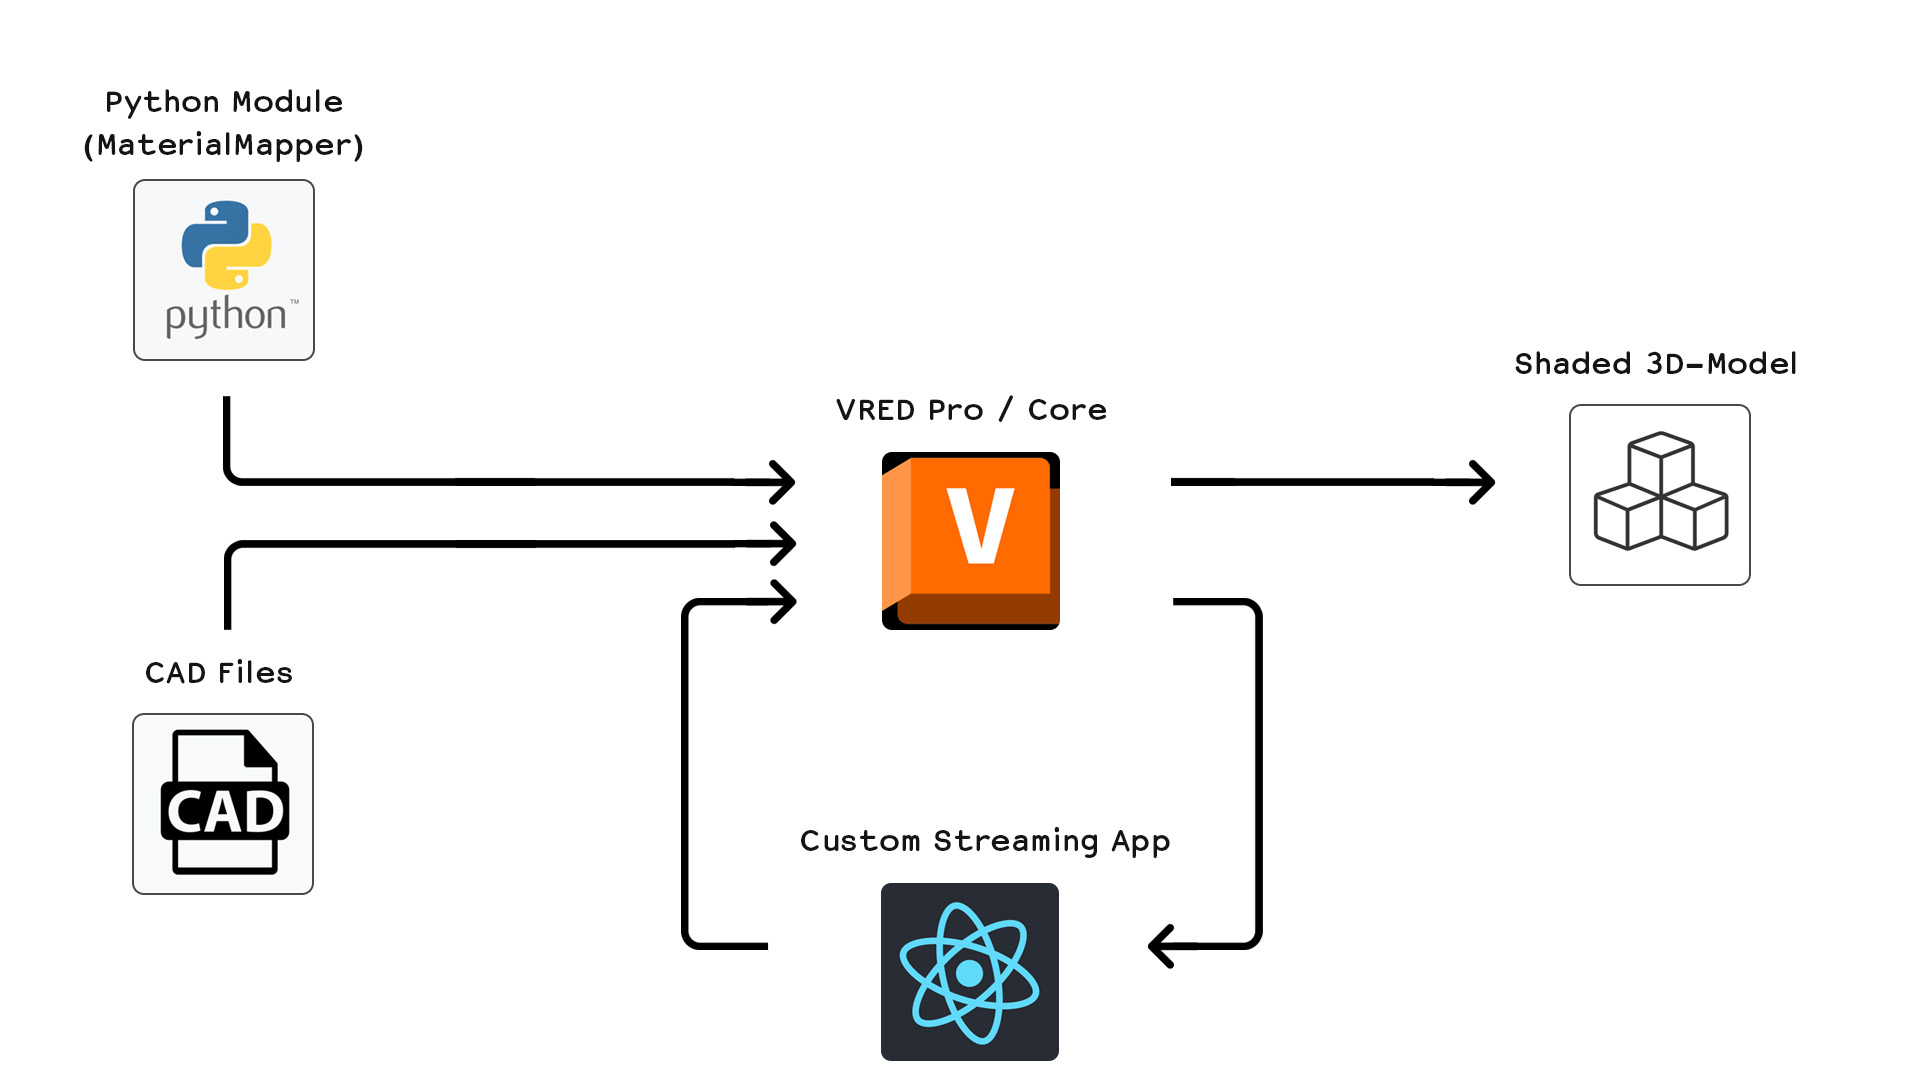 Python Module
(MaterialMapper)
python™
VRED Pro / Core
V
Shaded 3D-Model
CAD Files
CAD
Custom Streaming App